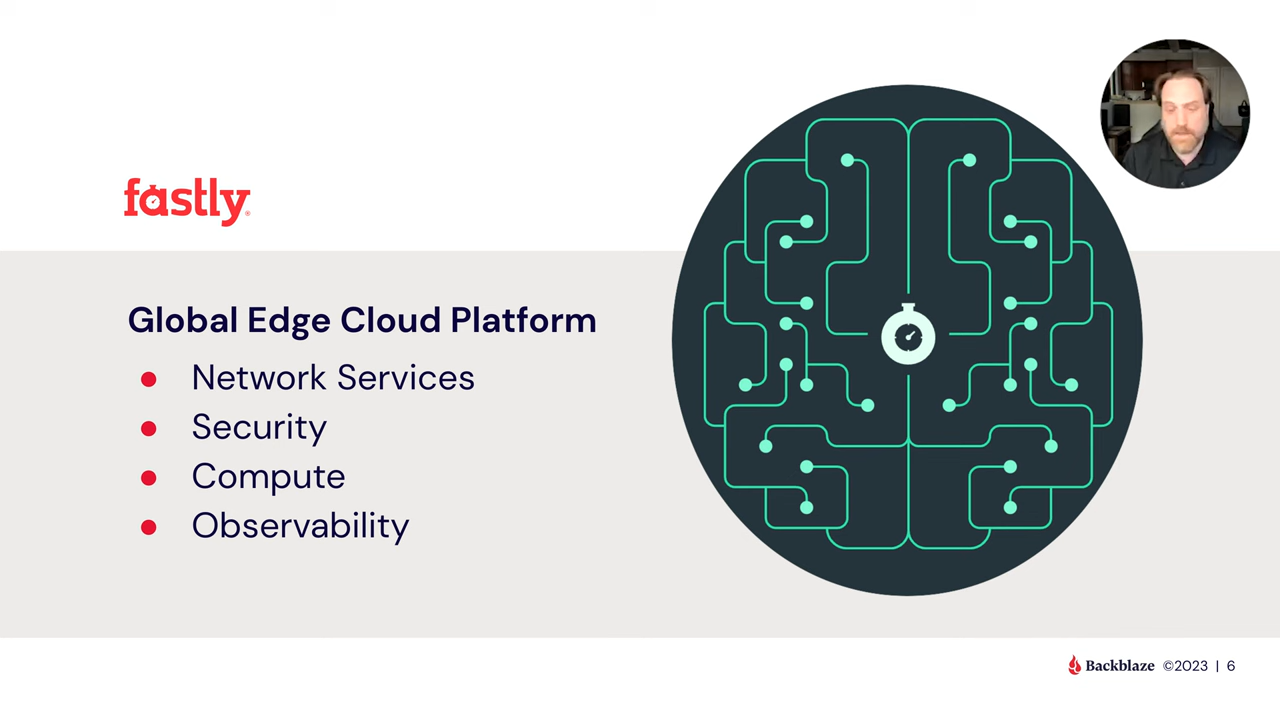 fastly
Global Edge Cloud Platform
● Network Services
● Security
● Compute
● Observability
Backblaze ©2023 | 6